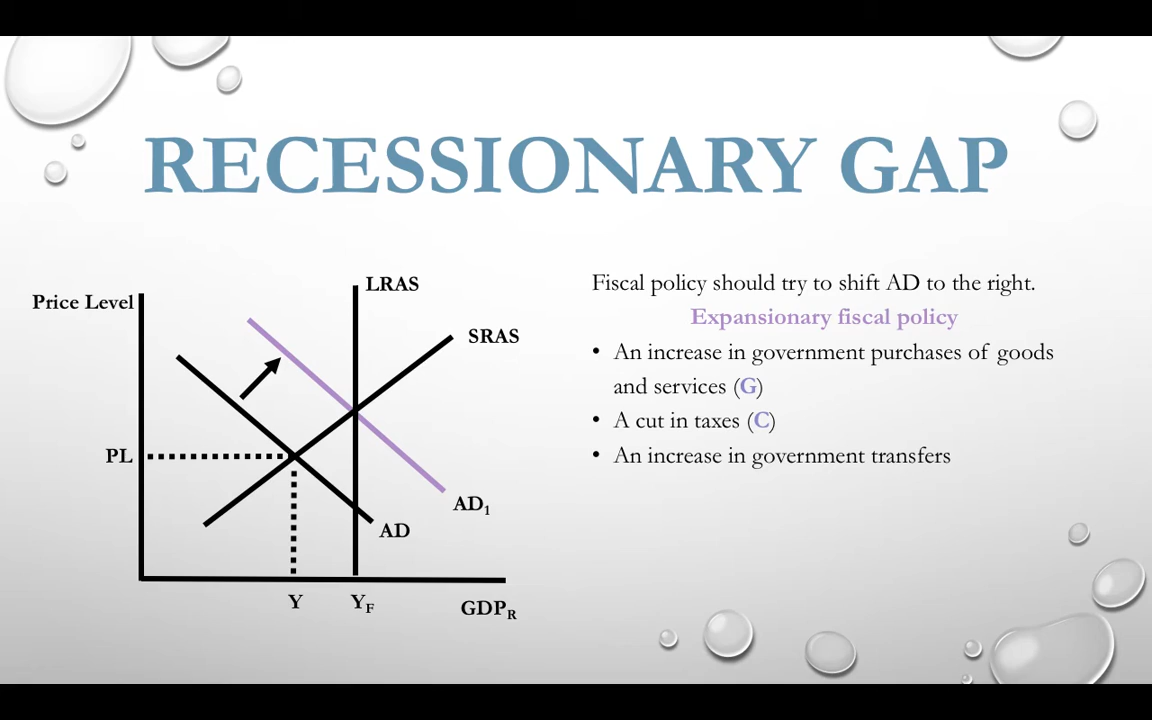 RECESSIONARY GAP
Price Level
LRAS
SRAS
PL
AD₁
AD
Y
Y_F
GDP_R
Fiscal policy should try to shift AD to the right.
Expansionary fiscal policy
• An increase in government purchases of goods
and services (G)
• A cut in taxes (C)
• An increase in government transfers